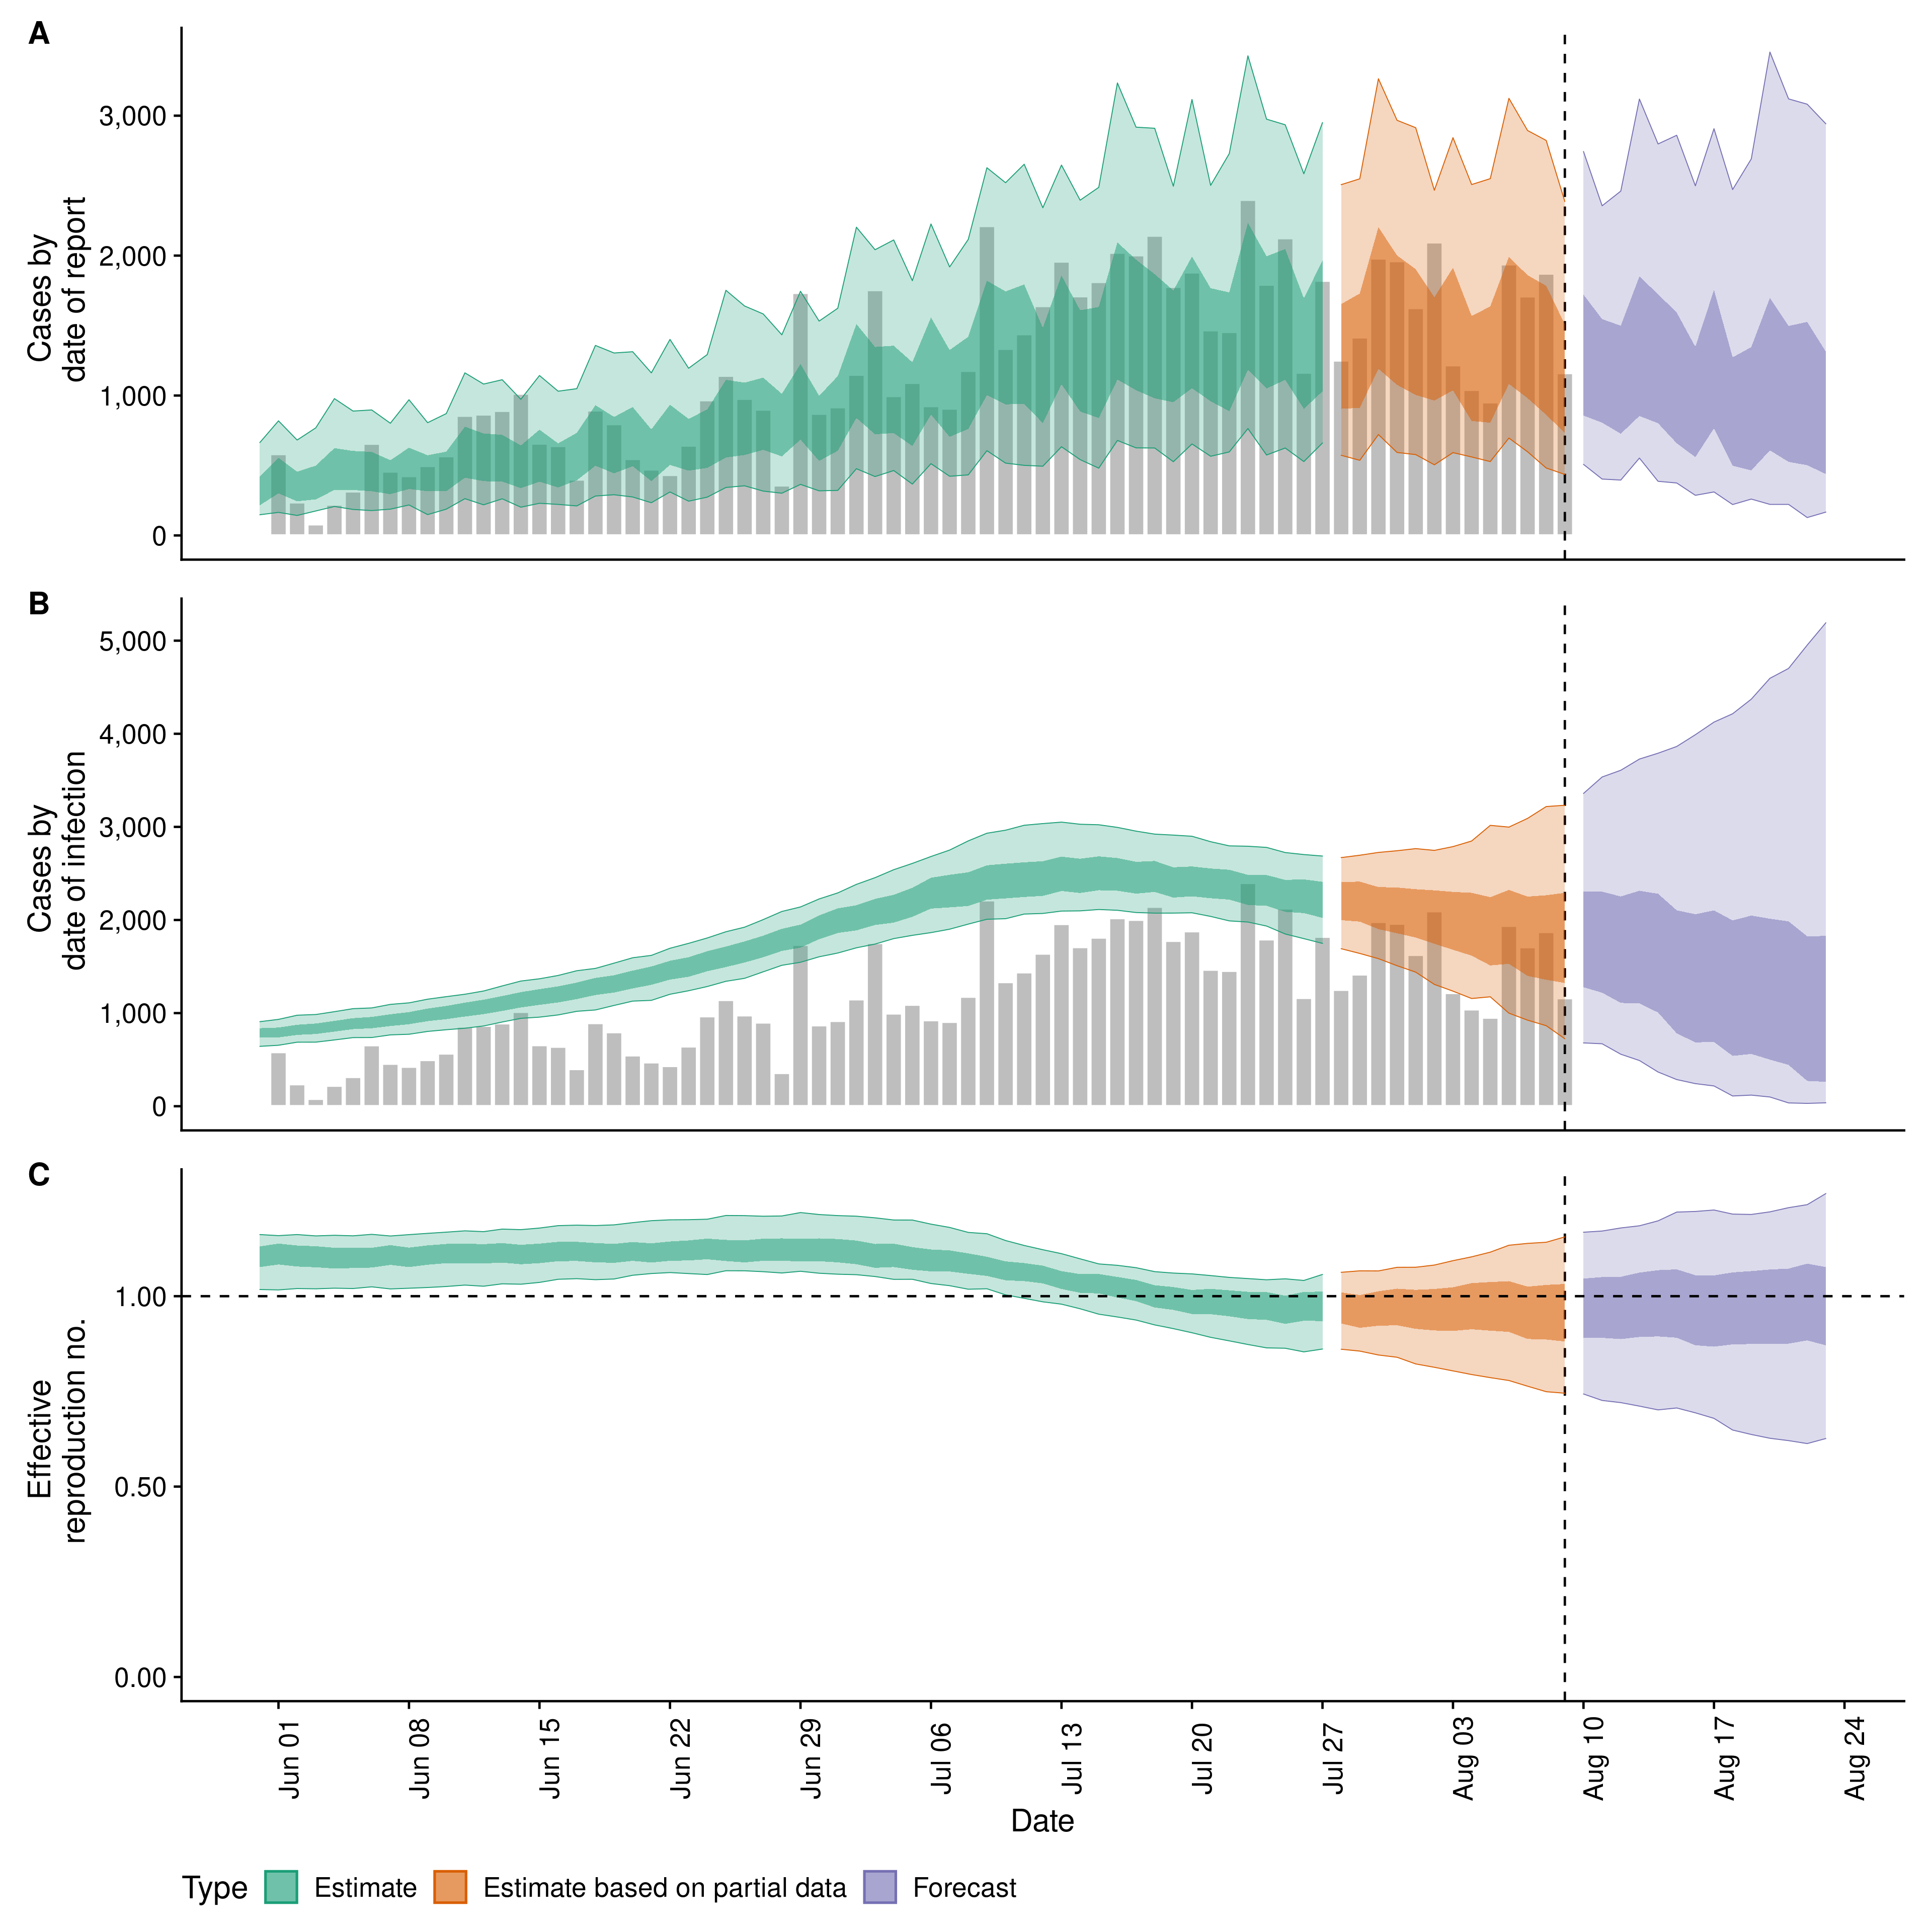 A
Cases by
date of report
3,000
2,000
1,000
0
B
Cases by
date of infection
5,000
4,000
3,000
2,000
1,000
0
C
Effective
reproduction no.
1.00
0.50
0.00
Jun 01
Jun 08
Jun 15
Jun 22
Jun 29
Jul 06
Jul 13
Jul 20
Jul 27
Aug 03
Aug 10
Aug 17
Aug 24
Date
Type Estimate Estimate based on partial data Forecast